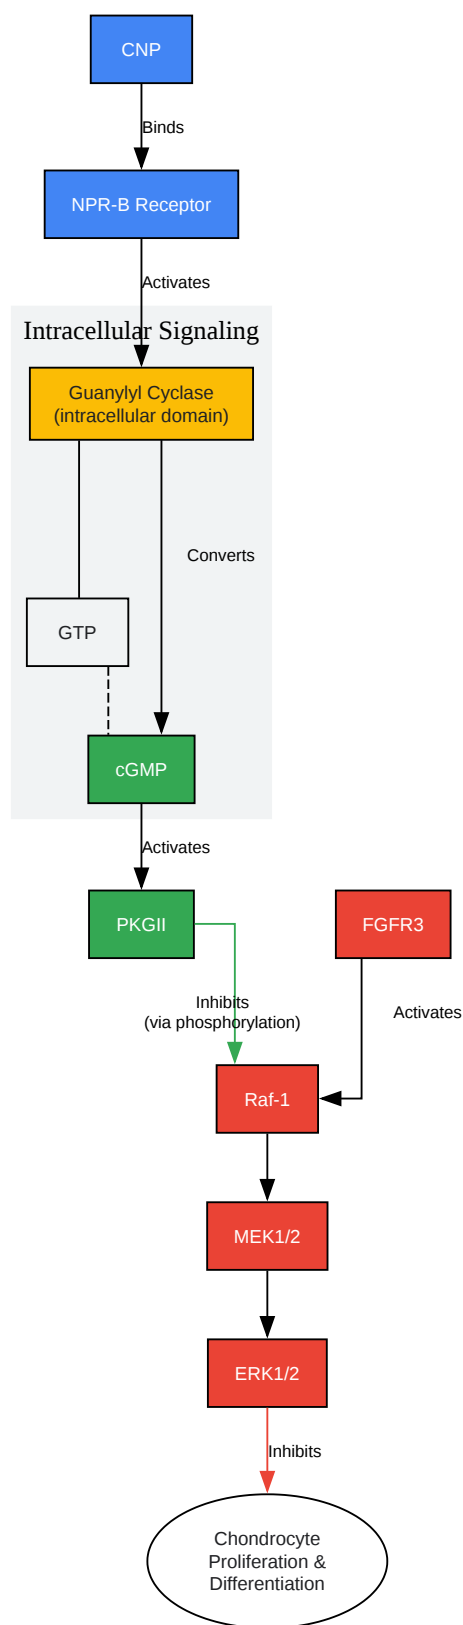 CNP
Binds
NPR-B Receptor
Activates
Intracellular Signaling
Guanylyl Cyclase
(intracellular domain)
Converts
GTP
cGMP
Activates
PKGII
FGFR3
Inhibits
(via phosphorylation)
Activates
Raf-1
MEK1/2
ERK1/2
Inhibits
Chondrocyte
Proliferation &
Differentiation